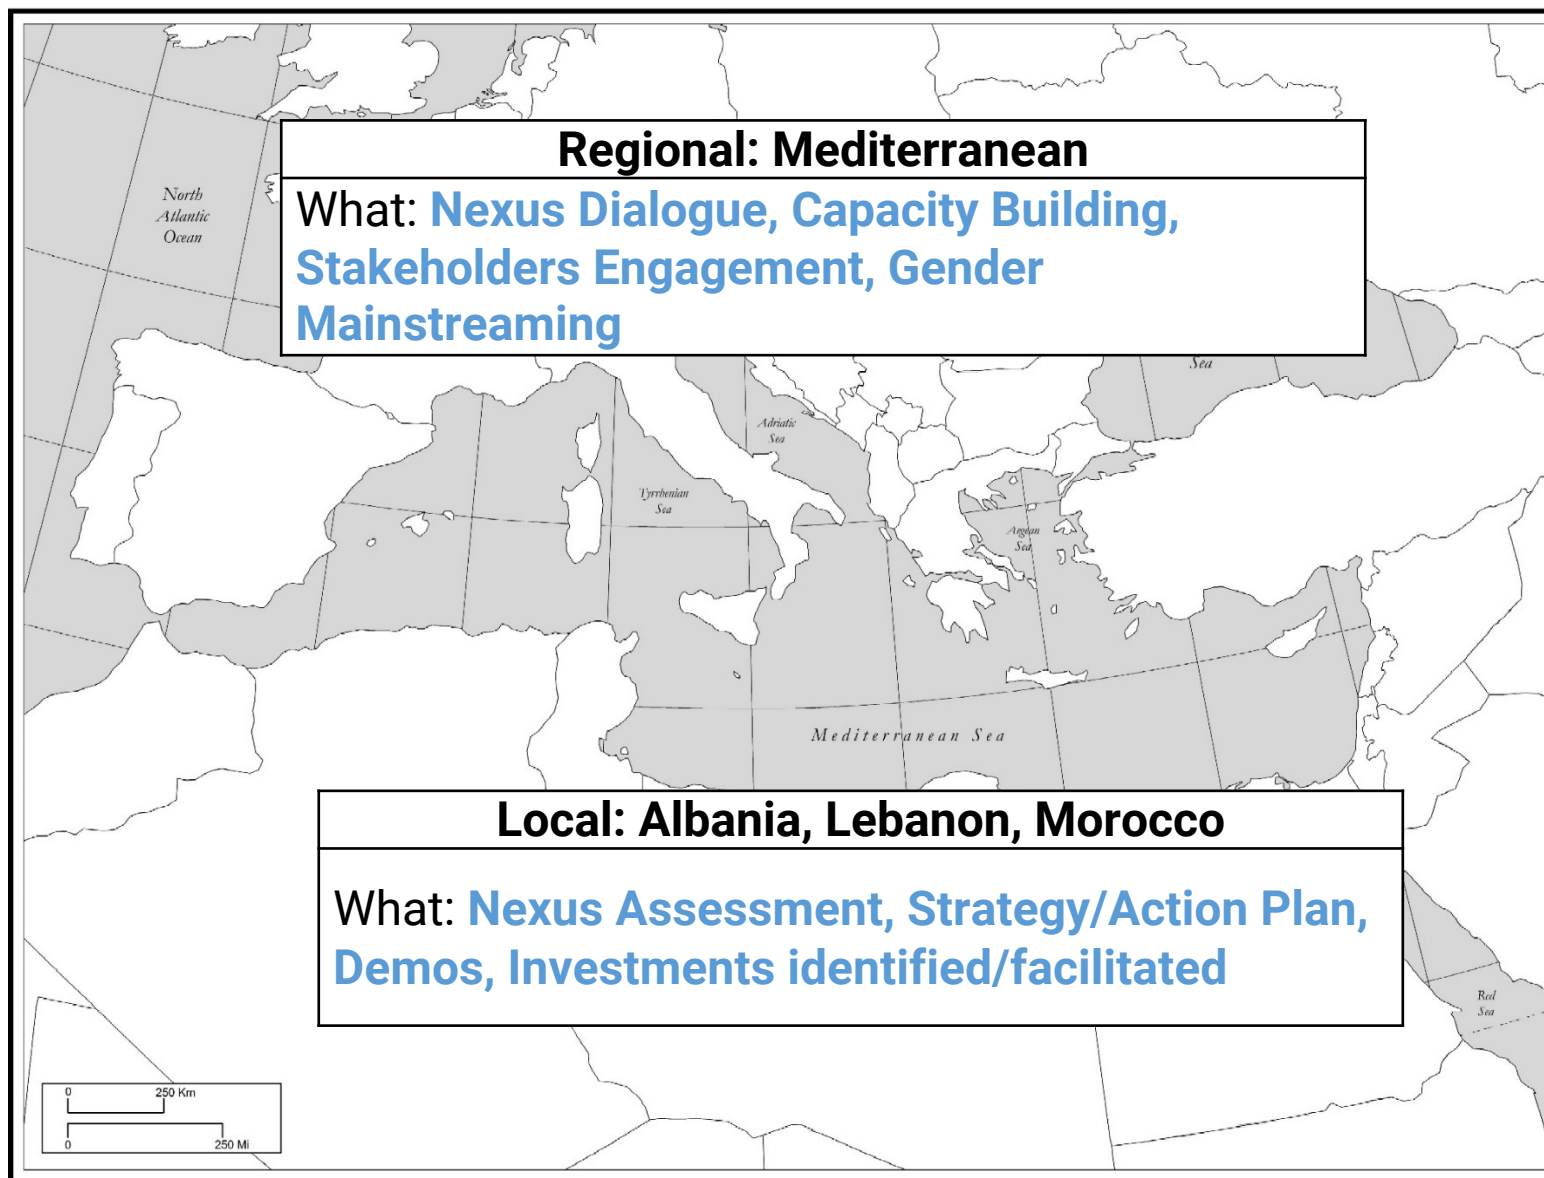 Regional: Mediterranean
What: Nexus Dialogue, Capacity Building,
Stakeholders Engagement, Gender
Mainstreaming
North
Atlantic
Ocean
Sea
Adriatic
Sea
Tyrrhenian
Sea
Aegean
Sea
Mediterranean Sea
Local: Albania, Lebanon, Morocco
What: Nexus Assessment, Strategy/Action Plan,
Demos, Investments identified/facilitated
Red
Sea
0 250 Km
0 250 Mi